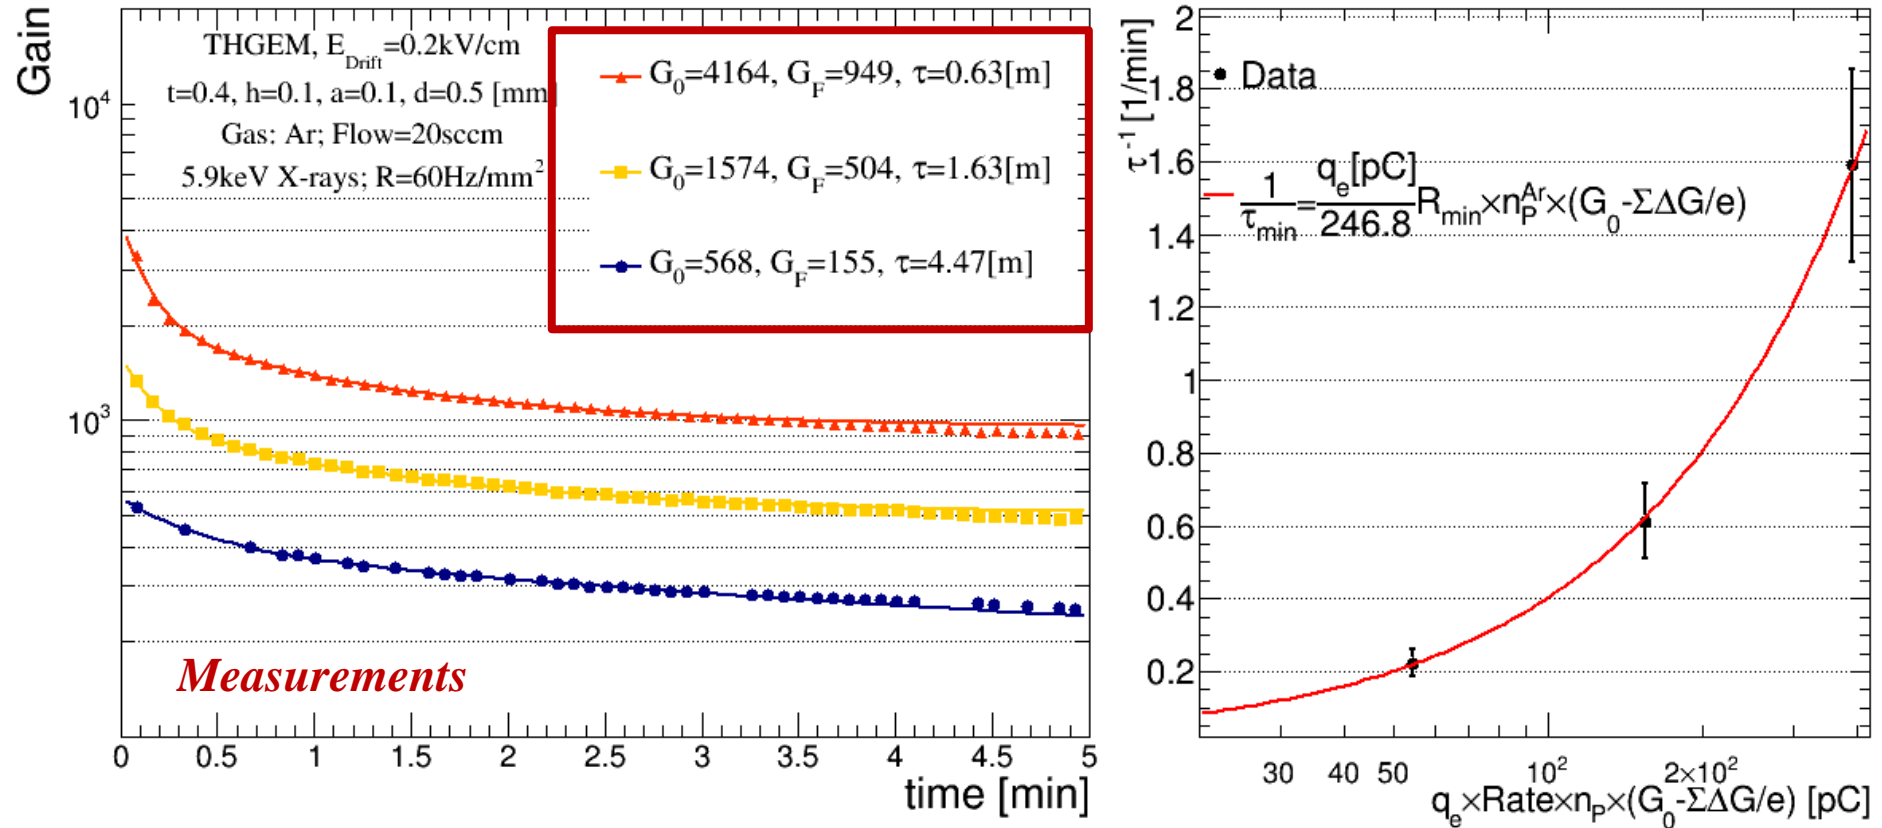 Gain
10⁴
10³
THGEM, E_Drift=0.2kV/cm
t=0.4, h=0.1, a=0.1, d=0.5 [mm]
Gas: Ar; Flow=20sccm
5.9keV X-rays; R=60Hz/mm²
G₀=4164, G_F=949, τ=0.63[m]
G₀=1574, G_F=504, τ=1.63[m]
G₀=568, G_F=155, τ=4.47[m]
Measurements
0 0.5 1 1.5 2 2.5 3 3.5 4 4.5 5
time [min]
τ⁻¹ [1/min]
2
1.8
1.6
1.4
1.2
1
0.8
0.6
0.4
0.2
Data
1/τ_min=q_e[pC]/246.8 R_min×n_P^Ar×(G₀-ΣΔG/e)
30 40 50 10² 2×10²
q_e×Rate×n_P×(G₀-ΣΔG/e) [pC]